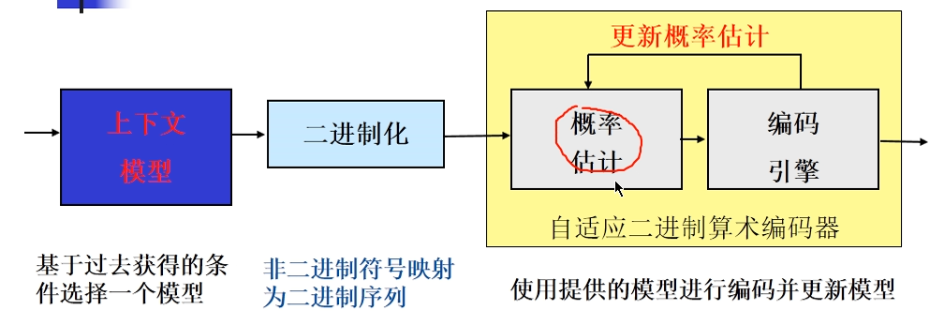 更新概率估计
上下文
模型
二进制化
概率
估计
编码
引擎
自适应二进制算术编码器
基于过去获得的条
件选择一个模型
非二进制符号映射
为二进制序列
使用提供的模型进行编码并更新模型